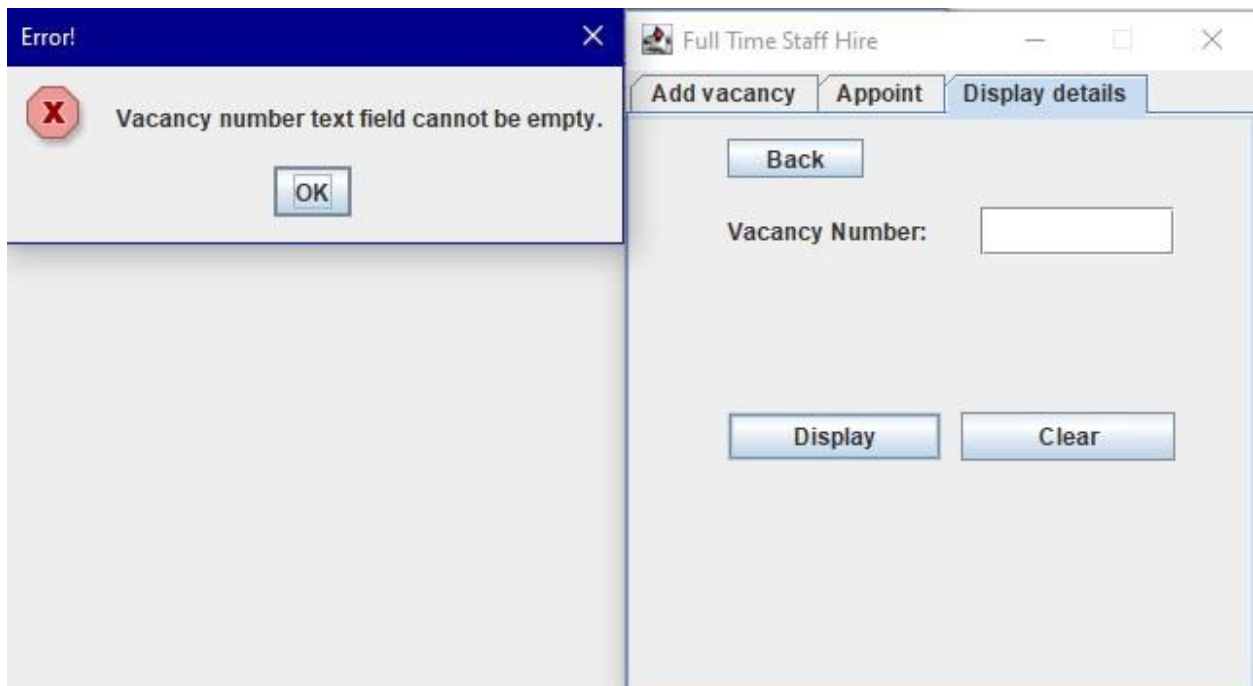 Error!
Vacancy number text field cannot be empty.
OK
Full Time Staff Hire
Add vacancy
Appoint
Display details
Back
Vacancy Number:
Display
Clear